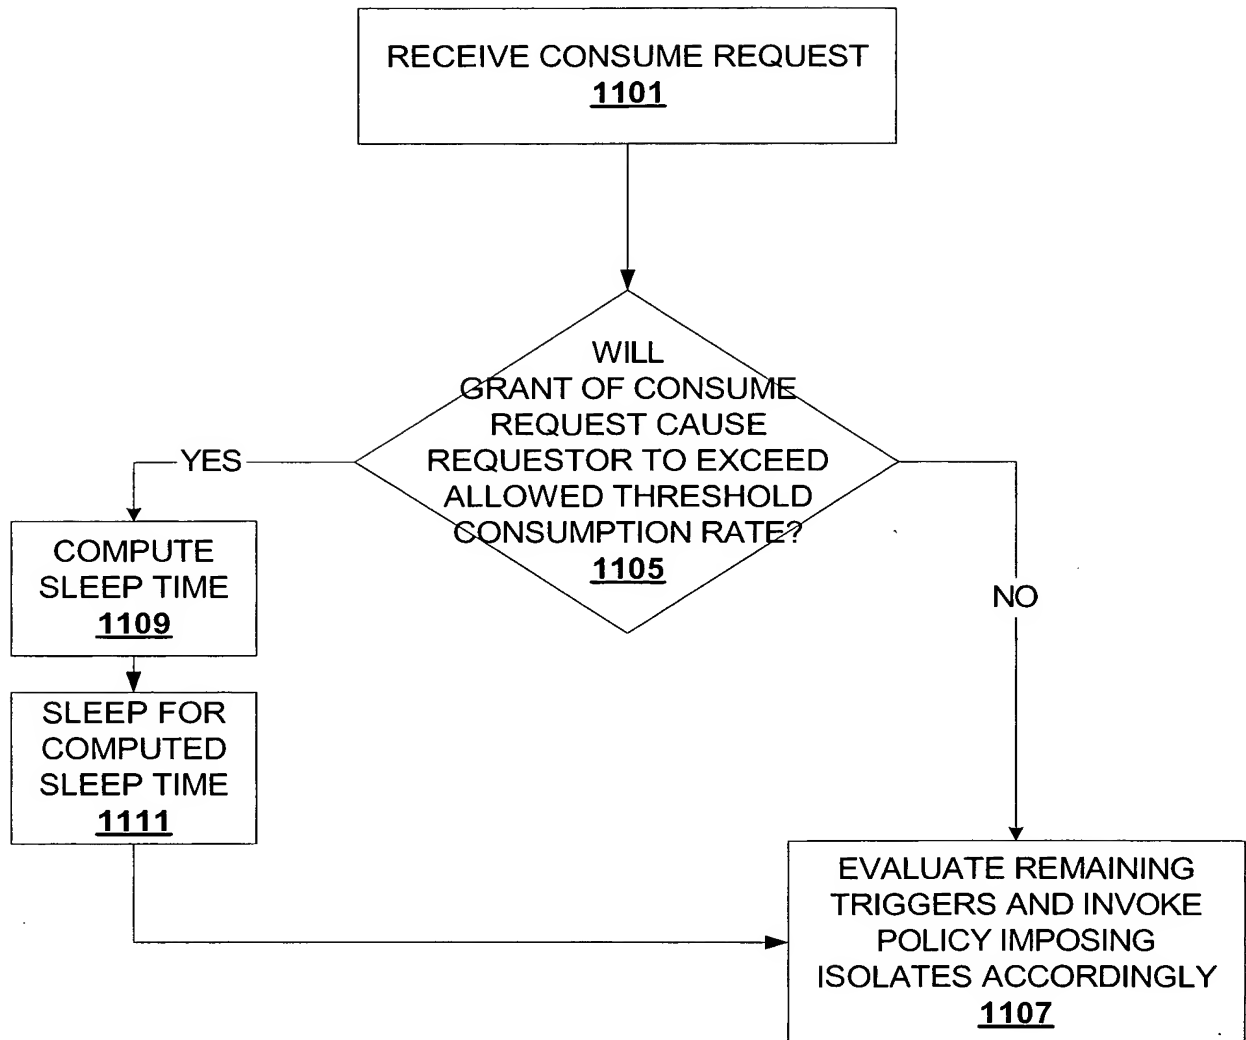 RECEIVE CONSUME REQUEST
1101
WILL
GRANT OF CONSUME
REQUEST CAUSE
REQUESTOR TO EXCEED
ALLOWED THRESHOLD
CONSUMPTION RATE?
1105
YES
NO
COMPUTE
SLEEP TIME
1109
SLEEP FOR
COMPUTED
SLEEP TIME
1111
EVALUATE REMAINING
TRIGGERS AND INVOKE
POLICY IMPOSING
ISOLATES ACCORDINGLY
1107